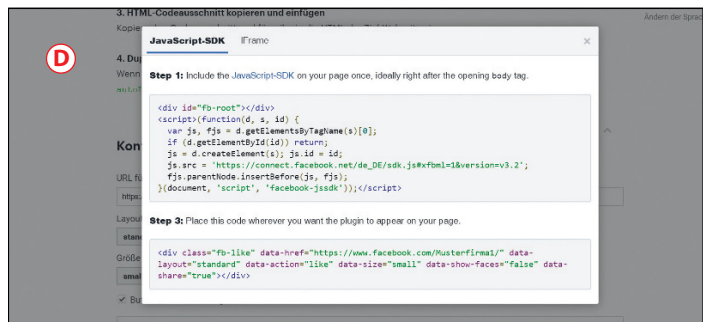 3. HTML-Codeausschnitt kopieren und einfügen
Ändern der Sprac
D
JavaScript-SDK IFrame ×
4. Dup
Wenn
Step 1: Include the JavaScript-SDK on your page once, ideally right after the opening body tag.
<div id="fb-root"></div>
<script>(function(d, s, id) {
var js, fjs = d.getElementsByTagName(s)[0];
if (d.getElementById(id)) return;
js = d.createElement(s); js.id = id;
js.src = 'https://connect.facebook.net/de_DE/sdk.js#xfbml=1&version=v3.2';
fjs.parentNode.insertBefore(js, fjs);
}(document, 'script', 'facebook-jssdk'));</script>
Kon
URL fü
https:
Layout
stand
Größe
small
Step 3: Place this code wherever you want the plugin to appear on your page.
<div class="fb-like" data-href="https://www.facebook.com/Musterfirma1/" data-
layout="standard" data-action="like" data-size="small" data-show-faces="false" data-
share="true"></div>